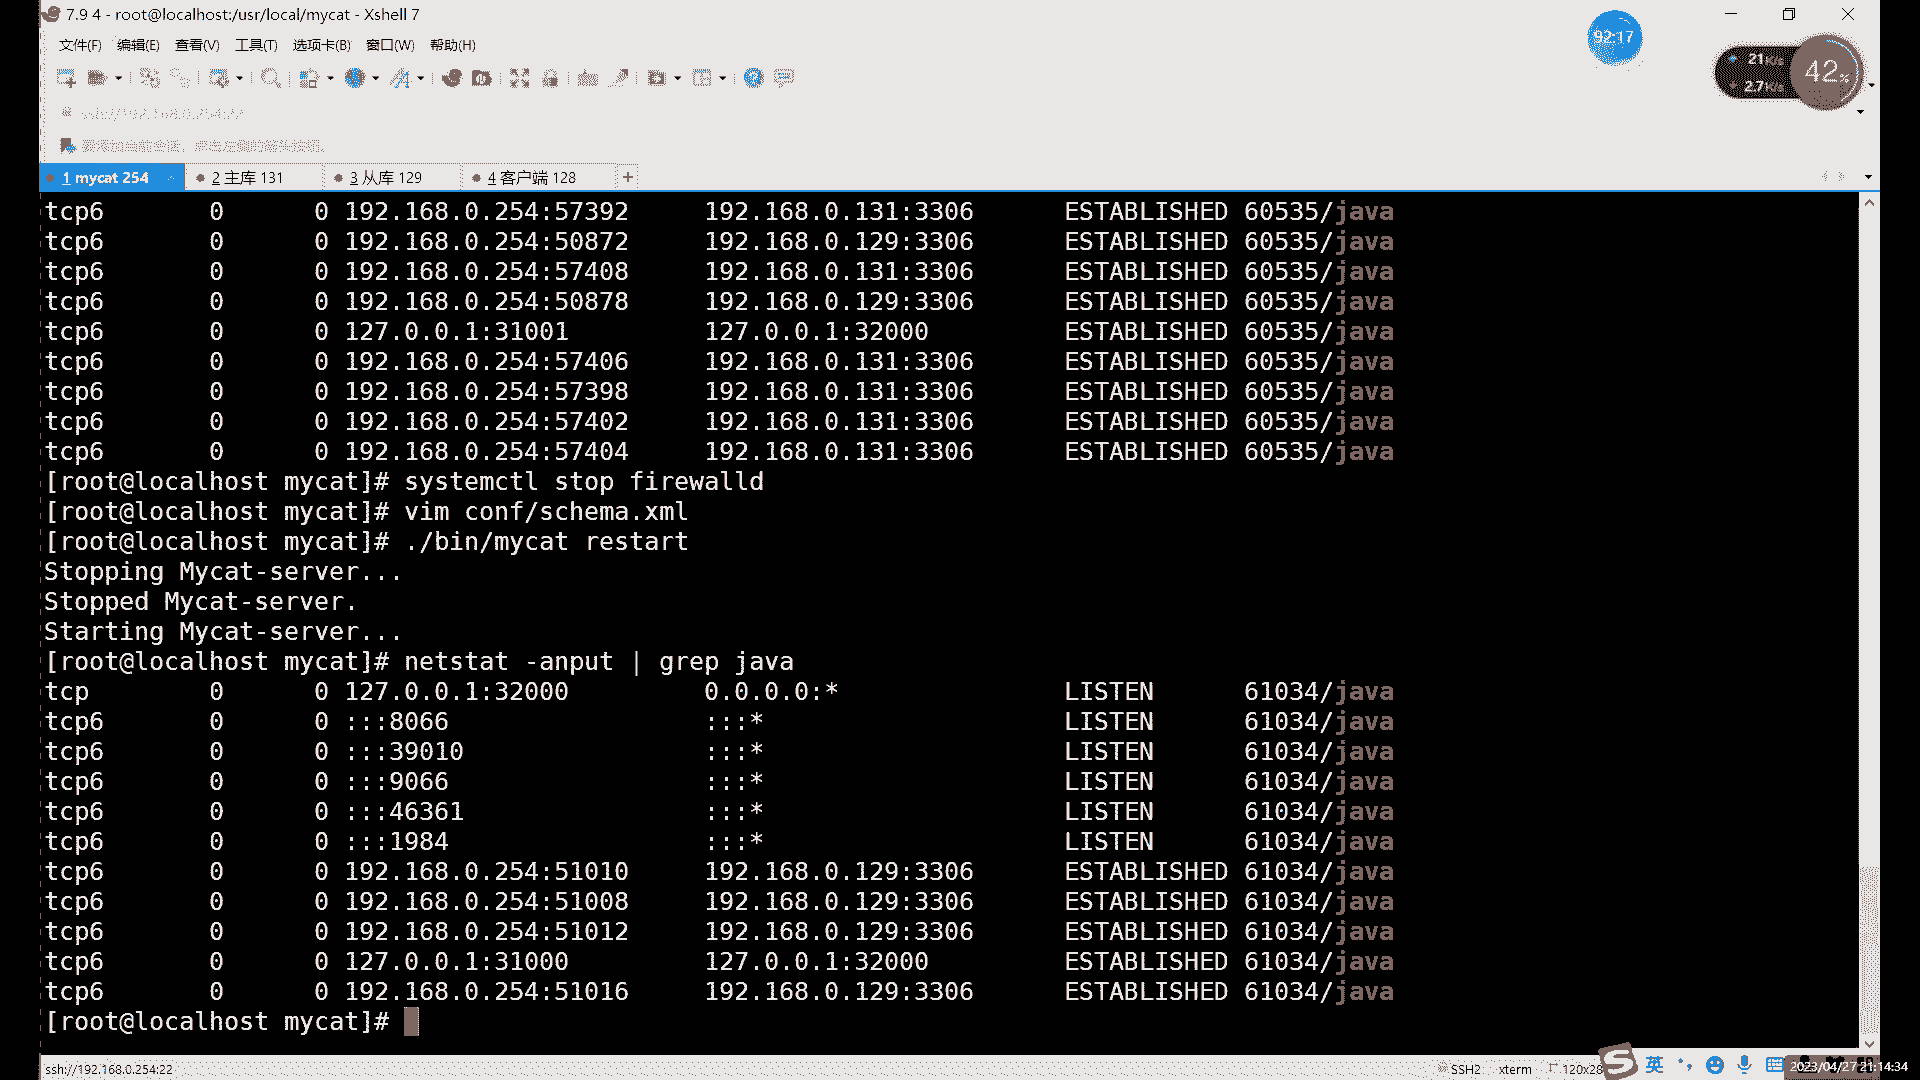 7.9 4 - root@localhost:/usr/local/mycat - Xshell 7
92:17
文件(F) 编辑(E) 查看(V) 工具(T) 选项卡(B) 窗口(W) 帮助(H)
21K/s
42%
2.7K/s
ssh://192.168.0.254:22
1 mycat 254 2 主库 131 3 从库 129 4 客户端 128 +
tcp6 0 0 192.168.0.254:57392 192.168.0.131:3306 ESTABLISHED 60535/java
tcp6 0 0 192.168.0.254:50872 192.168.0.129:3306 ESTABLISHED 60535/java
tcp6 0 0 192.168.0.254:57408 192.168.0.131:3306 ESTABLISHED 60535/java
tcp6 0 0 192.168.0.254:50878 192.168.0.129:3306 ESTABLISHED 60535/java
tcp6 0 0 127.0.0.1:31001 127.0.0.1:32000 ESTABLISHED 60535/java
tcp6 0 0 192.168.0.254:57406 192.168.0.131:3306 ESTABLISHED 60535/java
tcp6 0 0 192.168.0.254:57398 192.168.0.131:3306 ESTABLISHED 60535/java
tcp6 0 0 192.168.0.254:57402 192.168.0.131:3306 ESTABLISHED 60535/java
tcp6 0 0 192.168.0.254:57404 192.168.0.131:3306 ESTABLISHED 60535/java
[root@localhost mycat]# systemctl stop firewalld
[root@localhost mycat]# vim conf/schema.xml
[root@localhost mycat]# ./bin/mycat restart
Stopping Mycat-server...
Stopped Mycat-server.
Starting Mycat-server...
[root@localhost mycat]# netstat -anput | grep java
tcp 0 0 127.0.0.1:32000 0.0.0.0:* LISTEN 61034/java
tcp6 0 0 :::8066 :::* LISTEN 61034/java
tcp6 0 0 :::39010 :::* LISTEN 61034/java
tcp6 0 0 :::9066 :::* LISTEN 61034/java
tcp6 0 0 :::46361 :::* LISTEN 61034/java
tcp6 0 0 :::1984 :::* LISTEN 61034/java
tcp6 0 0 192.168.0.254:51010 192.168.0.129:3306 ESTABLISHED 61034/java
tcp6 0 0 192.168.0.254:51008 192.168.0.129:3306 ESTABLISHED 61034/java
tcp6 0 0 192.168.0.254:51012 192.168.0.129:3306 ESTABLISHED 61034/java
tcp6 0 0 127.0.0.1:31000 127.0.0.1:32000 ESTABLISHED 61034/java
tcp6 0 0 192.168.0.254:51016 192.168.0.129:3306 ESTABLISHED 61034/java
[root@localhost mycat]#
ssh://192.168.0.254:22 SSH2 xterm 120x28 英 2023/04/27 21:14:34